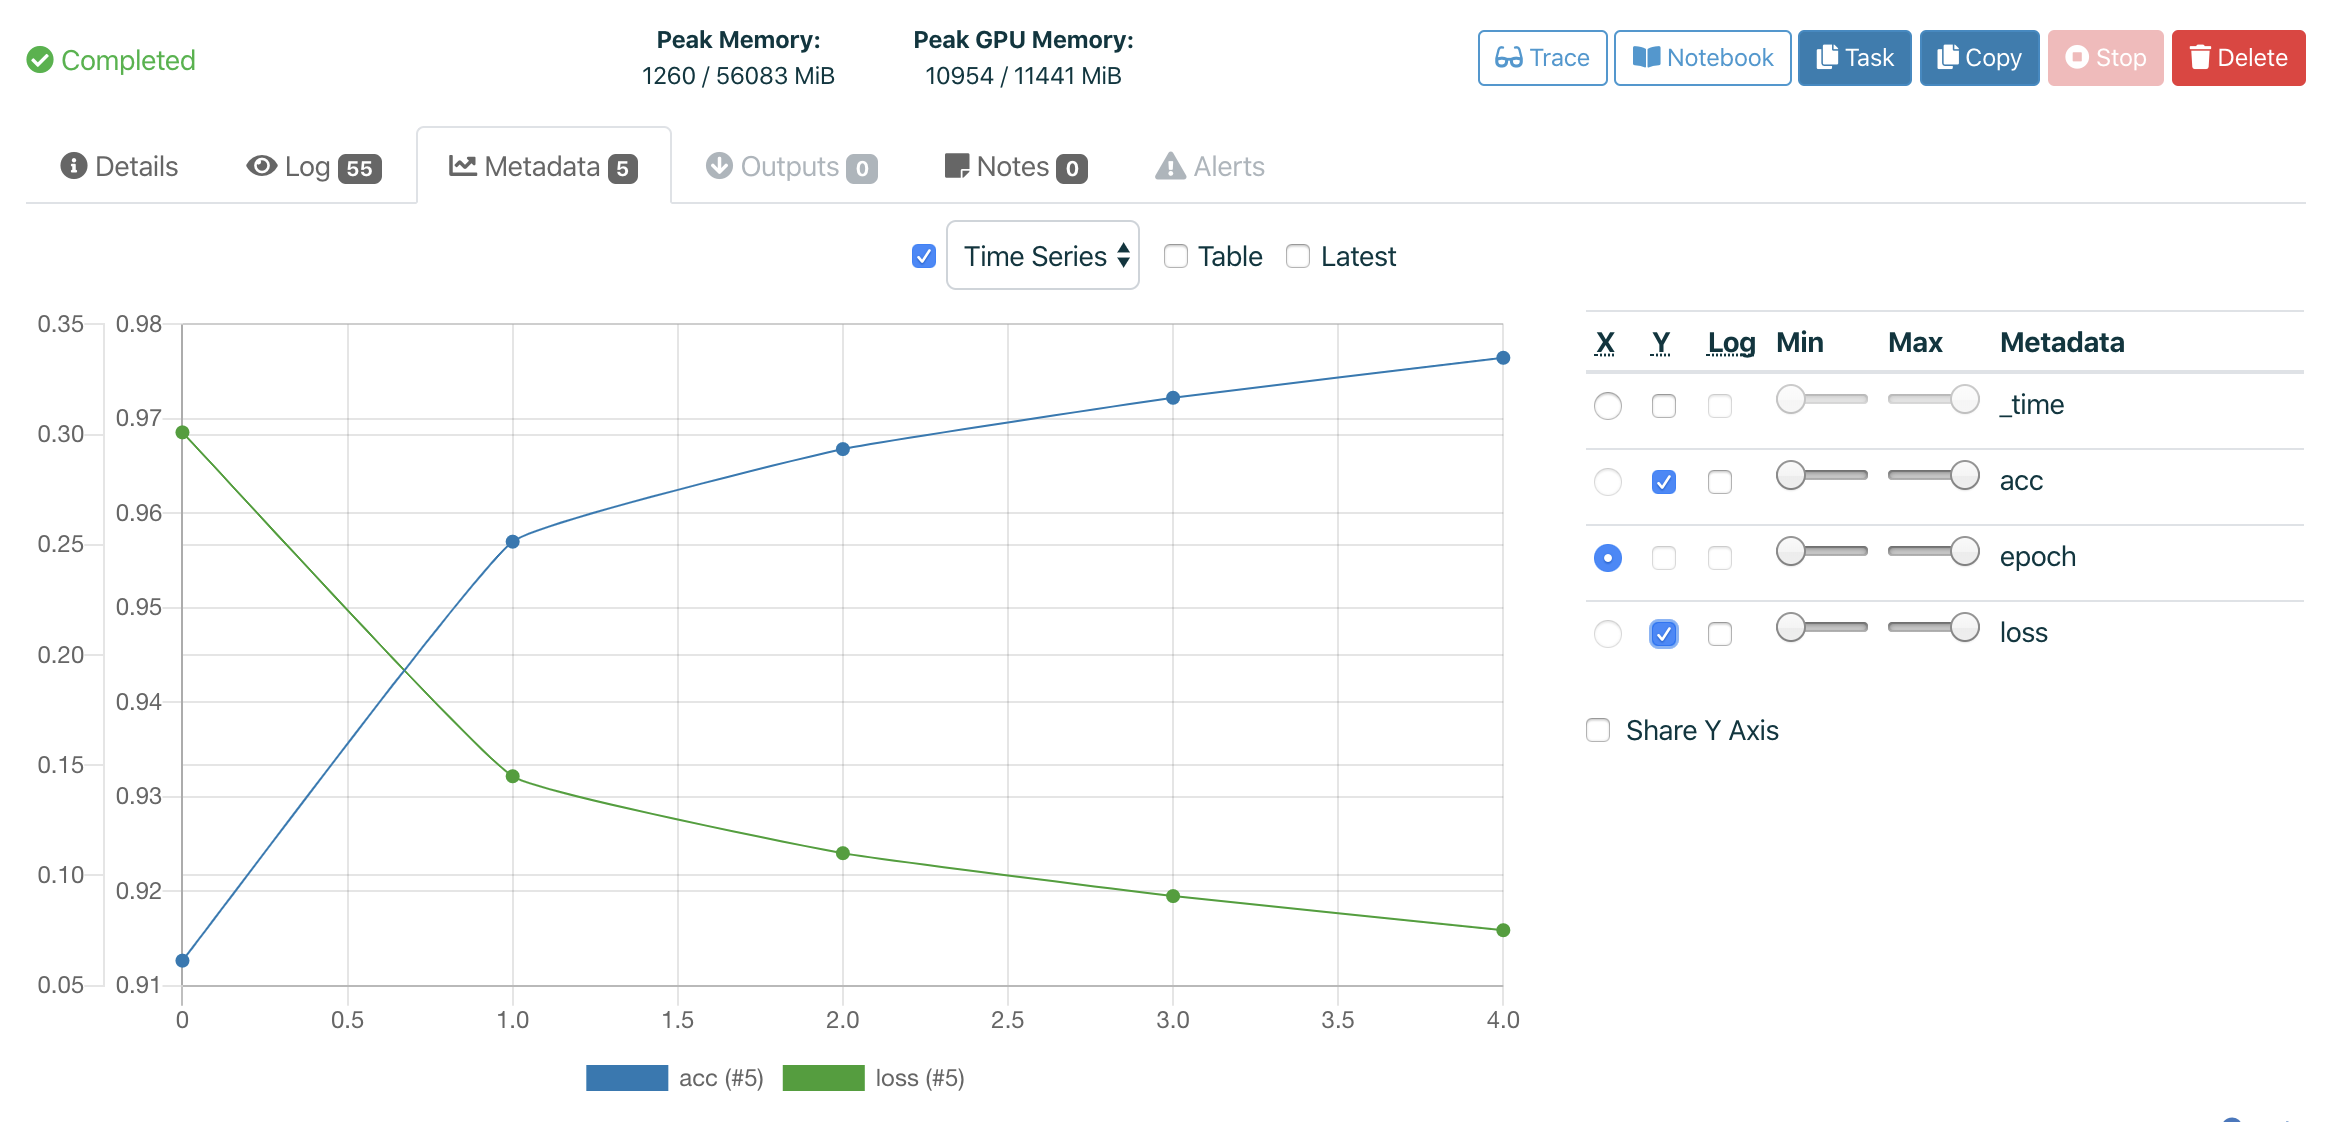 Completed
Peak Memory:
1260 / 56083 MiB
Peak GPU Memory:
10954 / 11441 MiB
Trace Notebook Task Copy Stop Delete
Details Log 55 Metadata 5 Outputs 0 Notes 0 Alerts
Time Series Table Latest
0.35
0.30
0.25
0.20
0.15
0.10
0.05
0.98
0.97
0.96
0.95
0.94
0.93
0.92
0.91
0 0.5 1.0 1.5 2.0 2.5 3.0 3.5 4.0
acc (#5) loss (#5)
X Y Log Min Max Metadata
_time
acc
epoch
loss
Share Y Axis